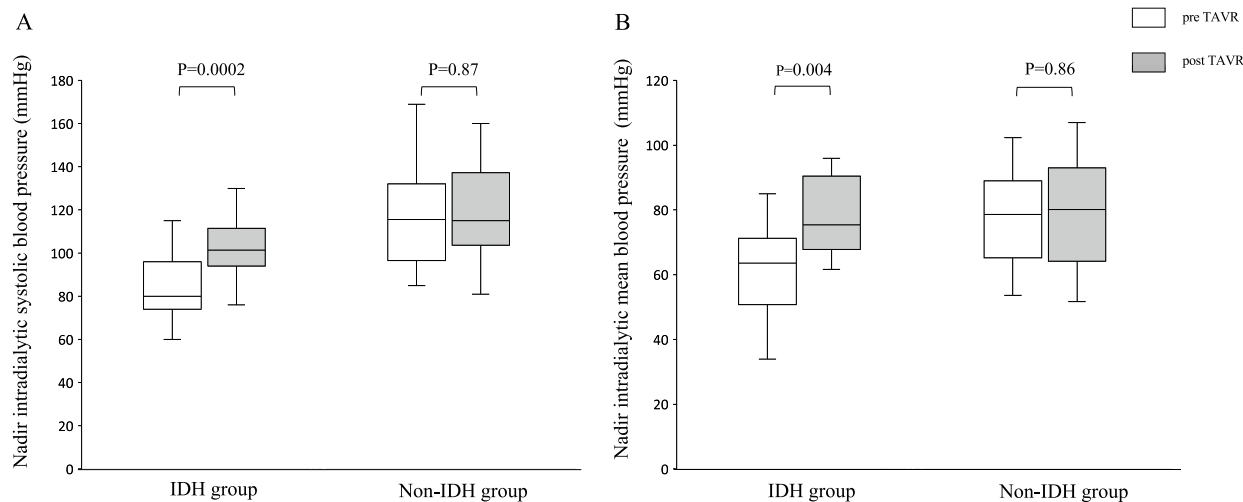 A
B
pre TAVR
post TAVR
Nadir intradialytic systolic blood pressure (mmHg)
180
160
140
120
100
80
60
40
20
0
P=0.0002
P=0.87
IDH group
Non-IDH group
Nadir intradialytic mean blood pressure (mmHg)
120
100
80
60
40
20
0
P=0.004
P=0.86
IDH group
Non-IDH group